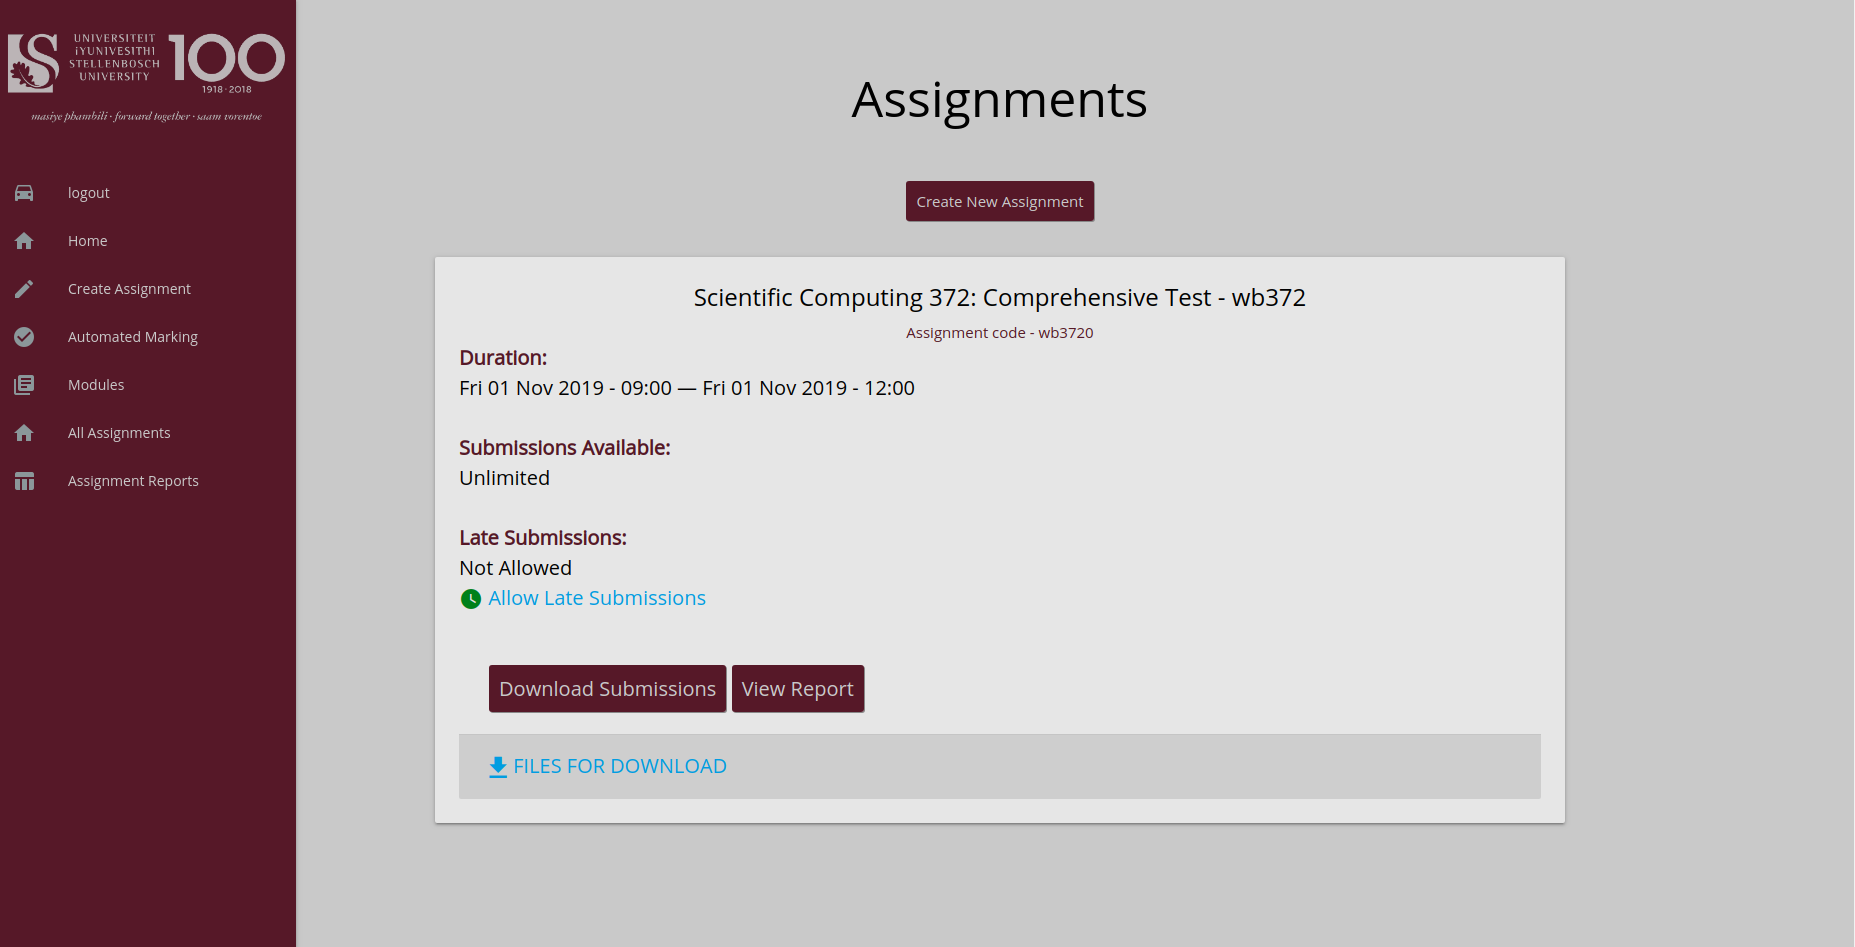 UNIVERSITEIT
iYUNIVESITHI
STELLENBOSCH
UNIVERSITY
100
1918·2018
masiye phambili · forward together · saam vorentoe
logout
Home
Create Assignment
Automated Marking
Modules
All Assignments
Assignment Reports
Assignments
Create New Assignment
Scientific Computing 372: Comprehensive Test - wb372
Assignment code - wb3720
Duration:
Fri 01 Nov 2019 - 09:00 — Fri 01 Nov 2019 - 12:00
Submissions Available:
Unlimited
Late Submissions:
Not Allowed
Allow Late Submissions
Download Submissions View Report
FILES FOR DOWNLOAD